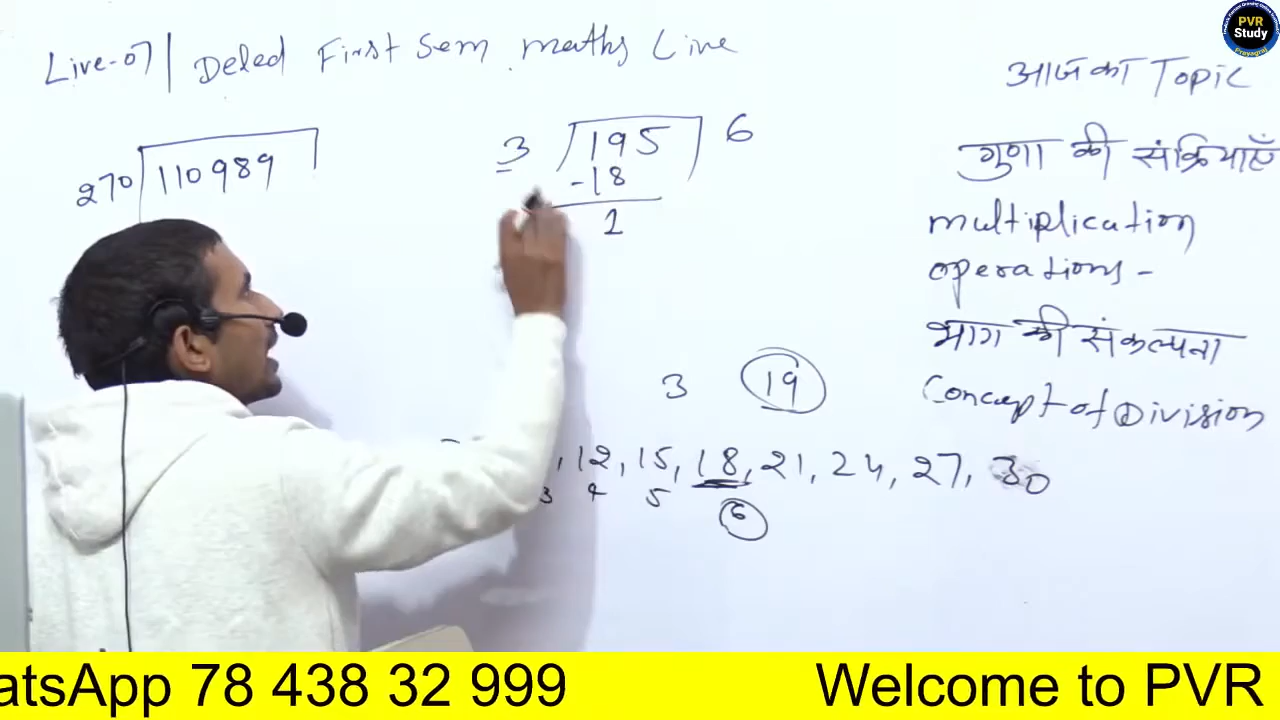 PVR
Study
Prayagraj
Live-07 | Deled First Sem maths Live
आज का Topic
270 110989
3 195 6
-18
1
गुणा की संक्रियाएँ
multiplication
operations -
भाग की संकल्पना
Concept of Division
3 19
, 12, 15, 18, 21, 24, 27, 30
3 4 5 6
atsApp 78 438 32 999 Welcome to PVR